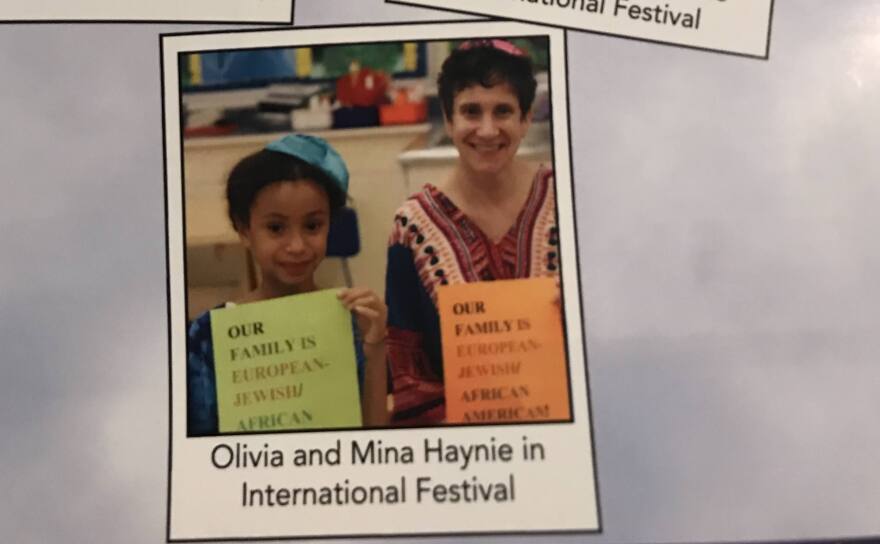 national Festival
OUR
FAMILY IS
EUROPEAN-
JEWISH/
AFRICAN
OUR
FAMILY IS
EUROPEAN-
JEWISH/
AFRICAN
AMERICAN!
Olivia and Mina Haynie in
International Festival